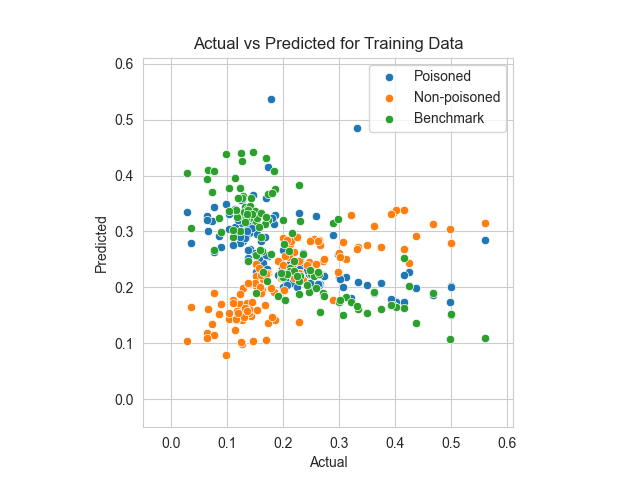 Actual vs Predicted for Training Data
Poisoned
Non-poisoned
Benchmark
0.6
0.5
0.4
0.3
0.2
0.1
0.0
Predicted
0.0 0.1 0.2 0.3 0.4 0.5 0.6
Actual